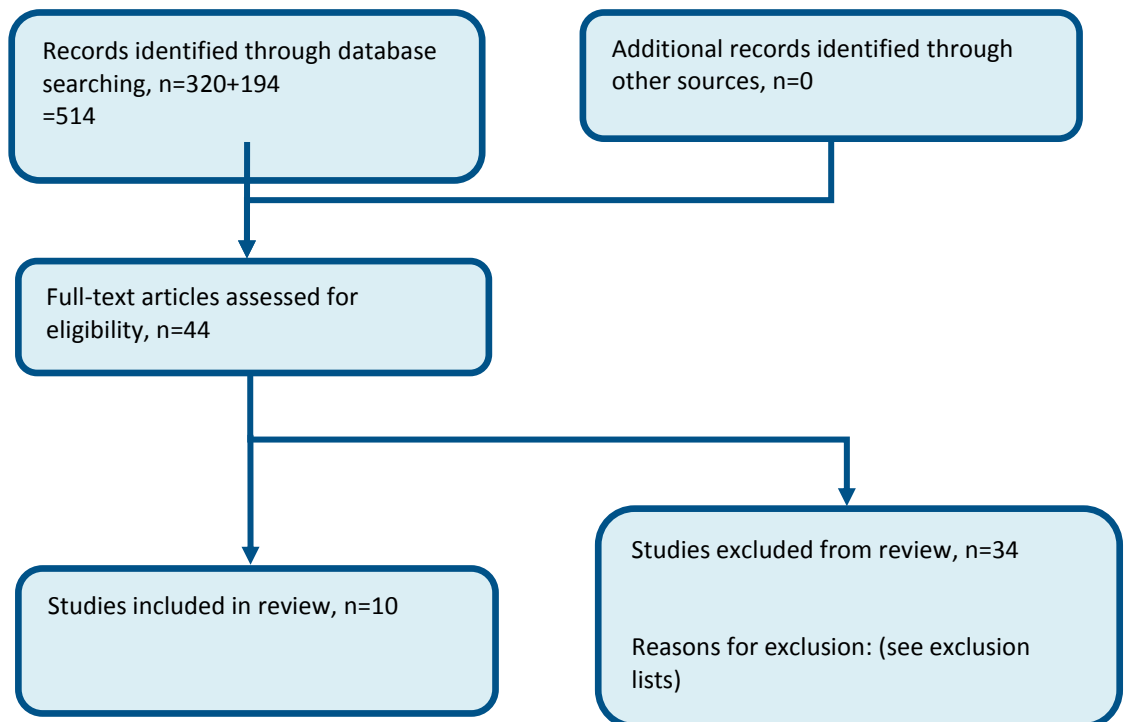 Records identified through database
searching, n=320+194
=514
Additional records identified through
other sources, n=0
Full-text articles assessed for
eligibility, n=44
Studies excluded from review, n=34
Reasons for exclusion: (see exclusion
lists)
Studies included in review, n=10